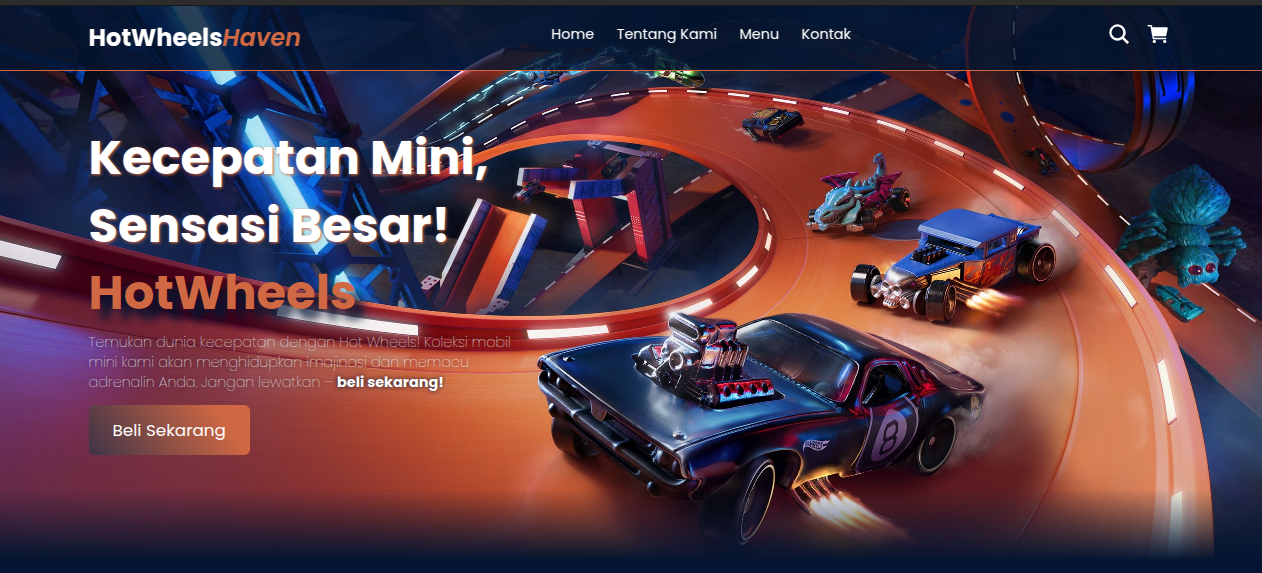 HotWheelsHaven
Home Tentang Kami Menu Kontak
Kecepatan Mini,
Sensasi Besar!
HotWheels
Temukan dunia kecepatan dengan Hot Wheels! Koleksi mobil
mini kami akan menghidupkan imajinasi dan memacu
adrenalin Anda. Jangan lewatkan – beli sekarang!
Beli Sekarang
8